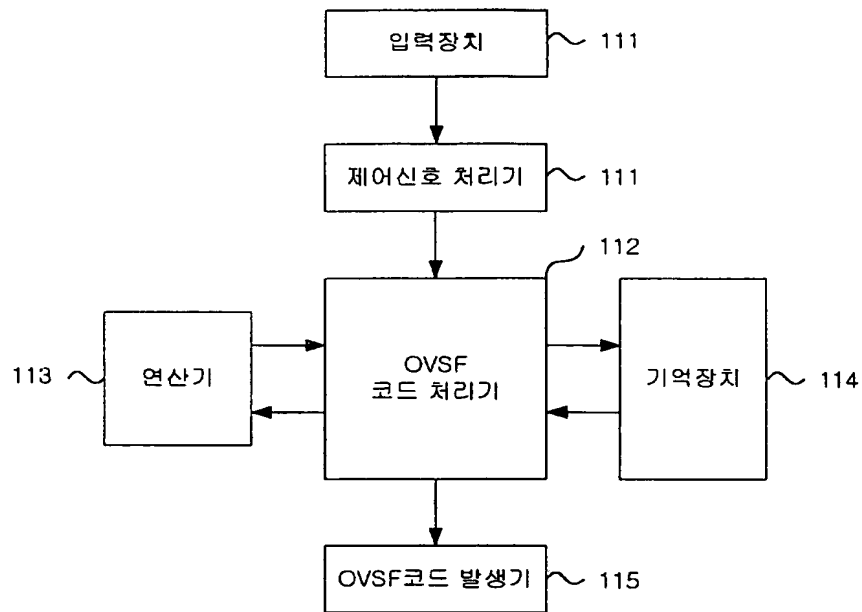 입력장치
111
제어신호 처리기
111
112
113
연산기
OVSF
코드 처리기
기억장치
114
OVSF코드 발생기
115